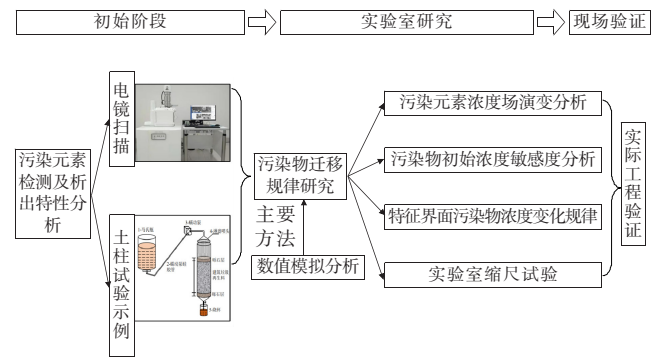 初始阶段
实验室研究
现场验证
污染元素
检测及析
出特性分
析
电镜扫描
土柱试验示例
污染物迁移
规律研究
主要
方法
数值模拟分析
污染元素浓度场演变分析
污染物初始浓度敏感度分析
特征界面污染物浓度变化规律
实验室缩尺试验
实际工程验证